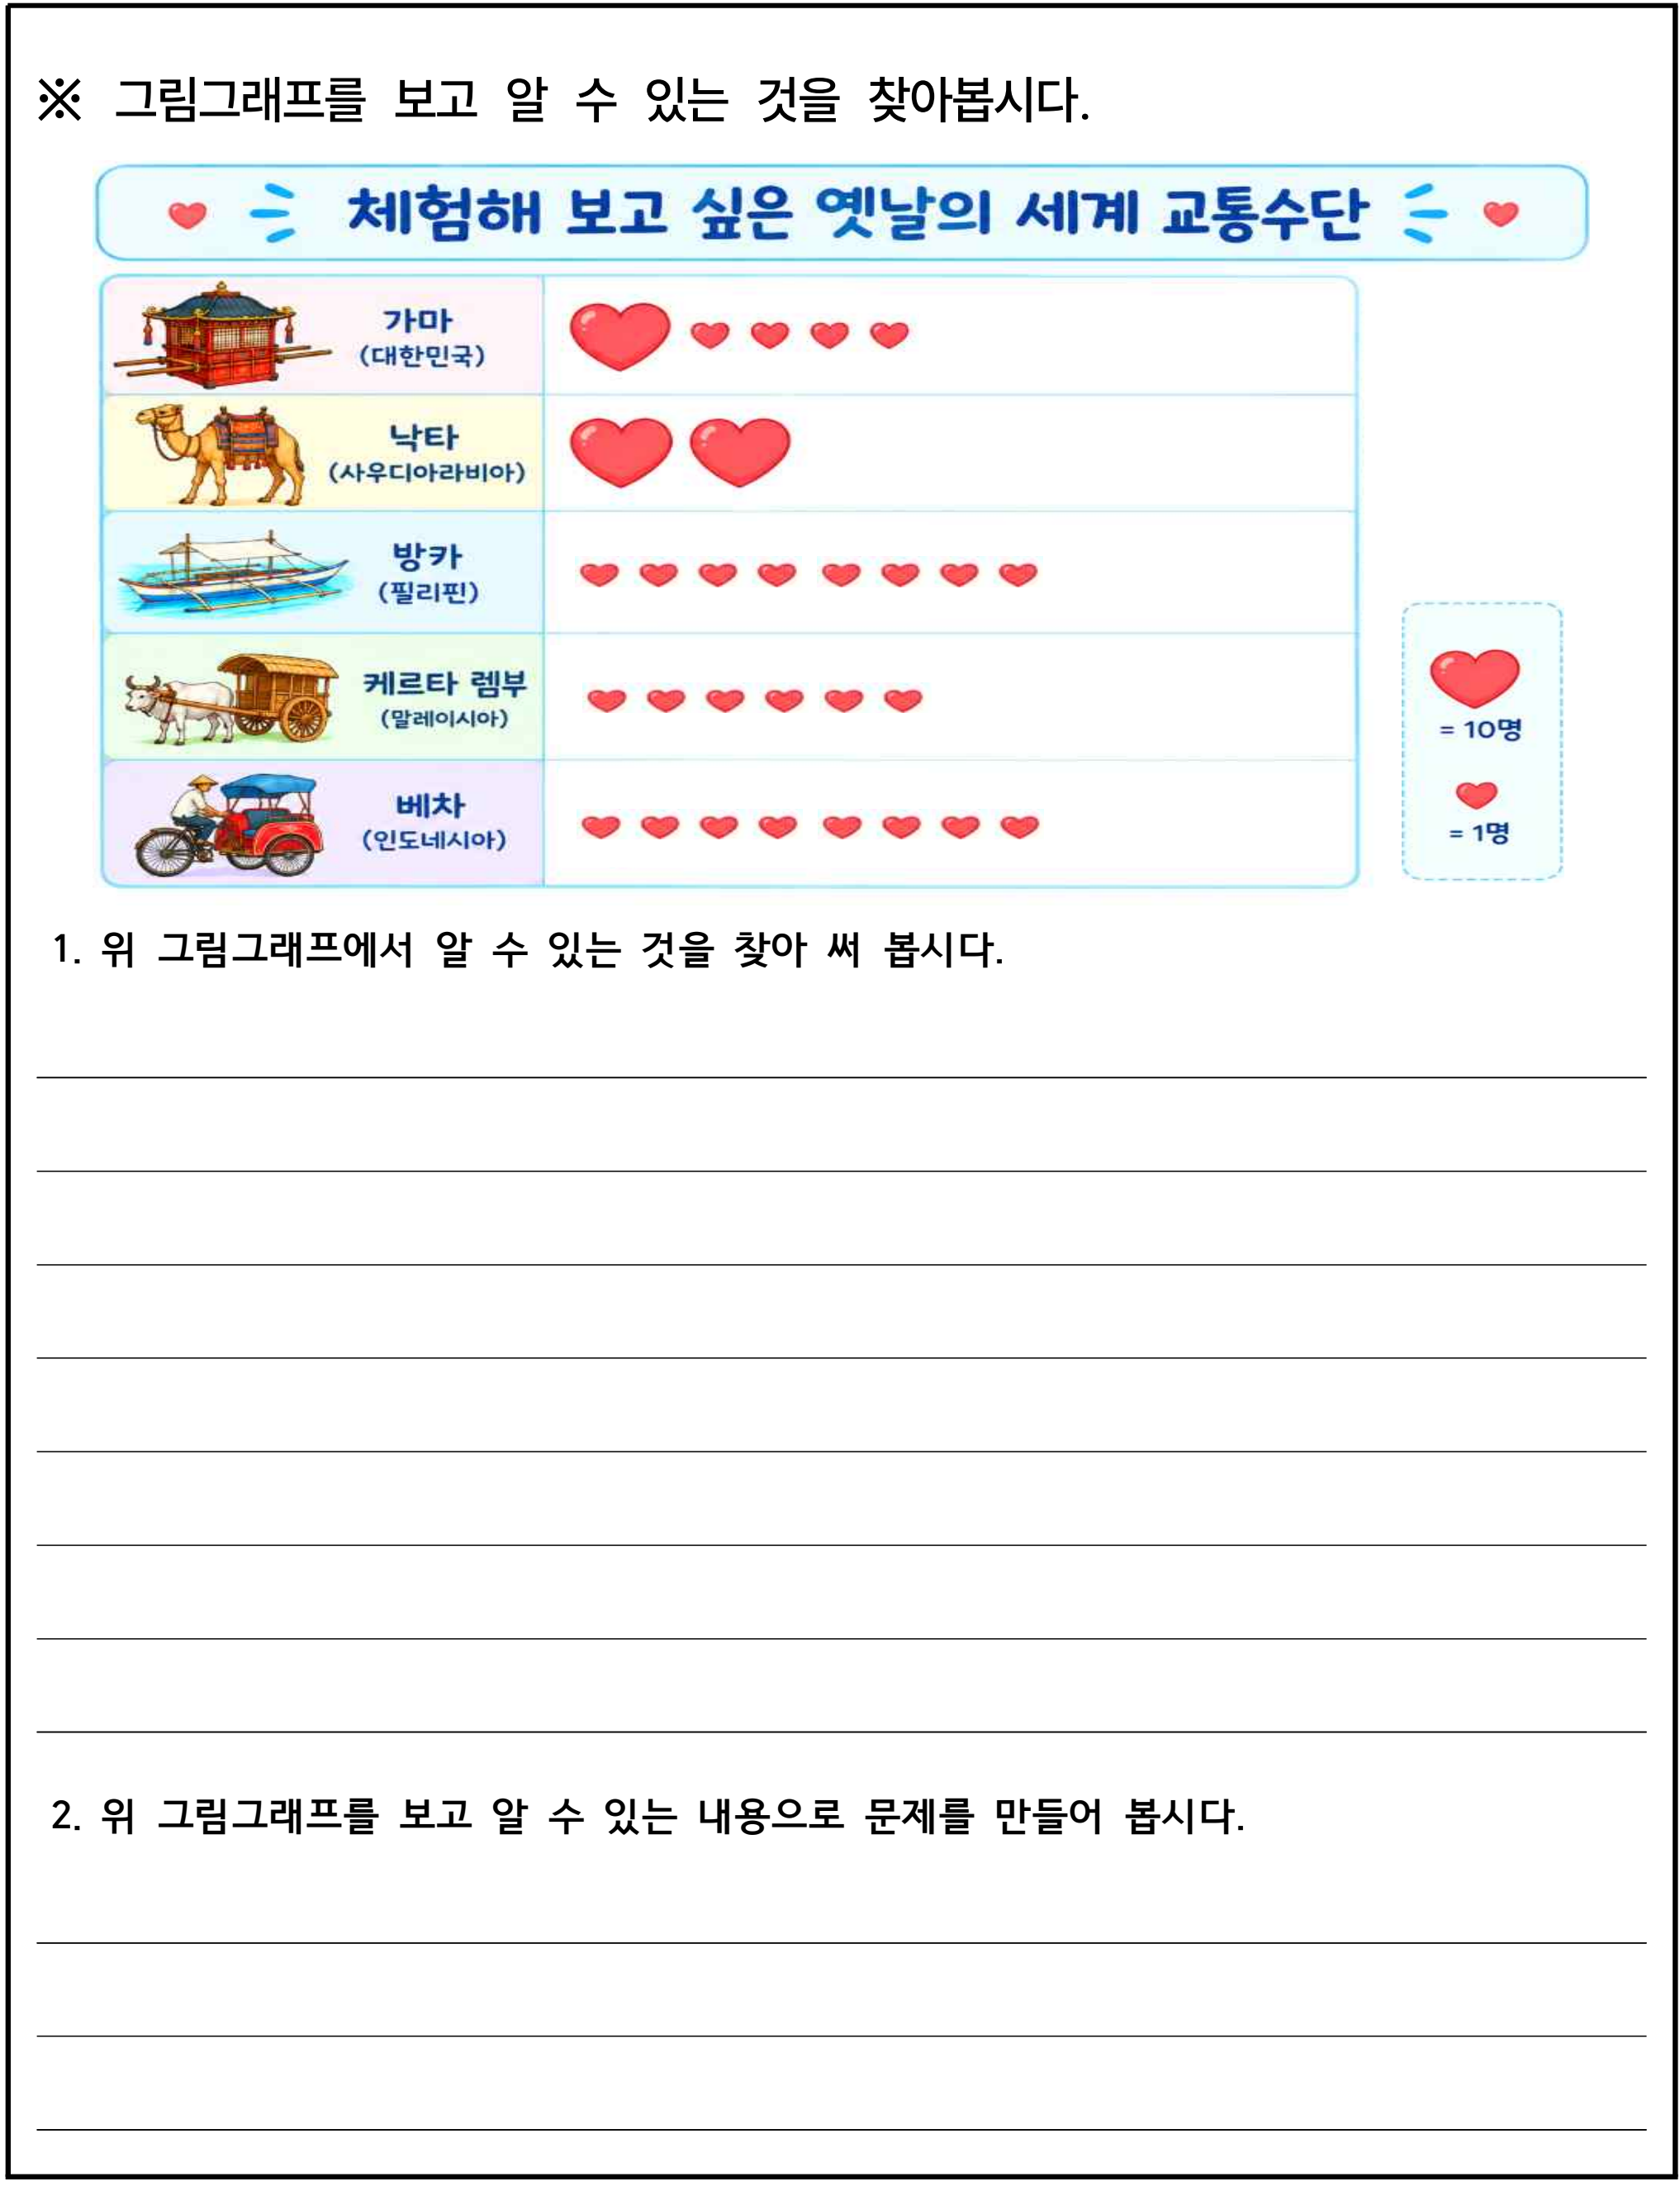 ※ 그림그래프를 보고 알 수 있는 것을 찾아봅시다.
체험해 보고 싶은 옛날의 세계 교통수단
가마
(대한민국)
낙타
(사우디아라비아)
방카
(필리핀)
케르타 렘부
(말레이시아)
베차
(인도네시아)
= 10명
= 1명
1. 위 그림그래프에서 알 수 있는 것을 찾아 써 봅시다.
2. 위 그림그래프를 보고 알 수 있는 내용으로 문제를 만들어 봅시다.